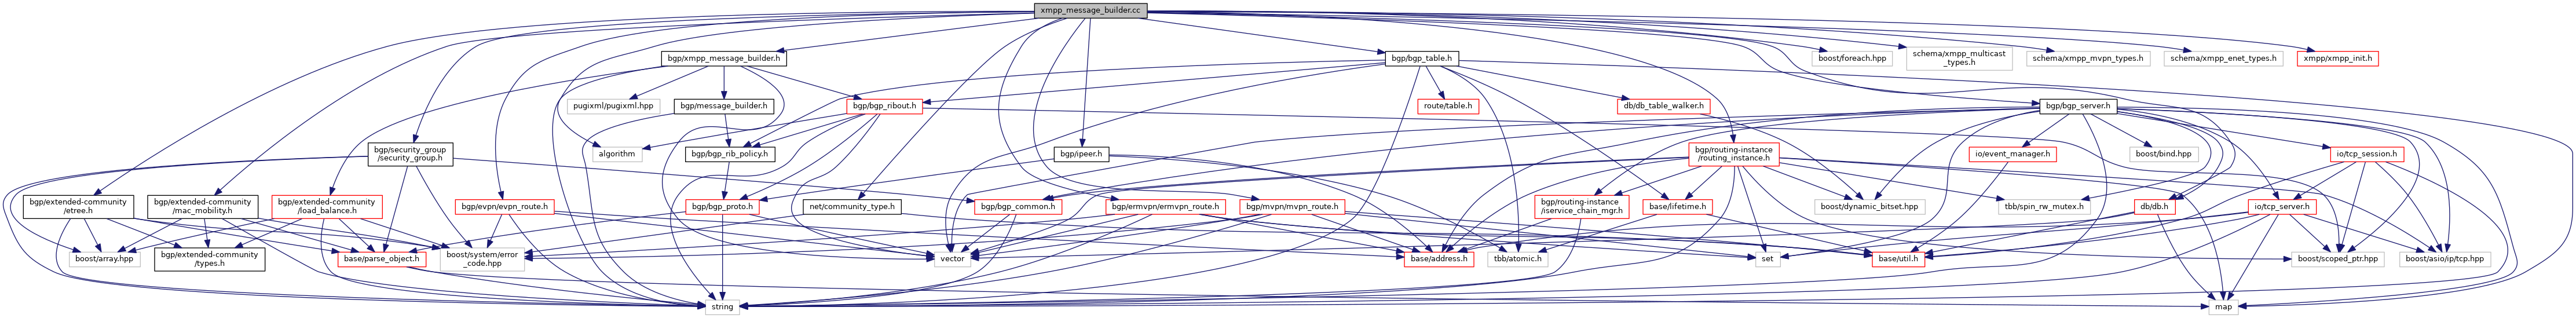 xmpp_message_builder.cc
bgp/xmpp_message_builder.h
bgp/bgp_table.h
boost/foreach.hpp
schema/xmpp_multicast
_types.h
schema/xmpp_mvpn_types.h
schema/xmpp_enet_types.h
xmpp/xmpp_init.h
pugixml/pugixml.hpp
bgp/message_builder.h
bgp/bgp_ribout.h
route/table.h
db/db_table_walker.h
bgp/bgp_server.h
bgp/security_group
/security_group.h
algorithm
bgp/bgp_rib_policy.h
bgp/ipeer.h
bgp/routing-instance
/routing_instance.h
io/event_manager.h
boost/bind.hpp
io/tcp_session.h
bgp/extended-community
/etree.h
bgp/extended-community
/mac_mobility.h
bgp/extended-community
/load_balance.h
bgp/evpn/evpn_route.h
bgp/bgp_proto.h
net/community_type.h
bgp/bgp_common.h
bgp/ermvpn/ermvpn_route.h
bgp/mvpn/mvpn_route.h
bgp/routing-instance
/iservice_chain_mgr.h
base/lifetime.h
boost/dynamic_bitset.hpp
tbb/spin_rw_mutex.h
db/db.h
io/tcp_server.h
boost/array.hpp
bgp/extended-community
/types.h
base/parse_object.h
boost/system/error
_code.hpp
vector
base/address.h
tbb/atomic.h
set
base/util.h
boost/scoped_ptr.hpp
boost/asio/ip/tcp.hpp
string
map